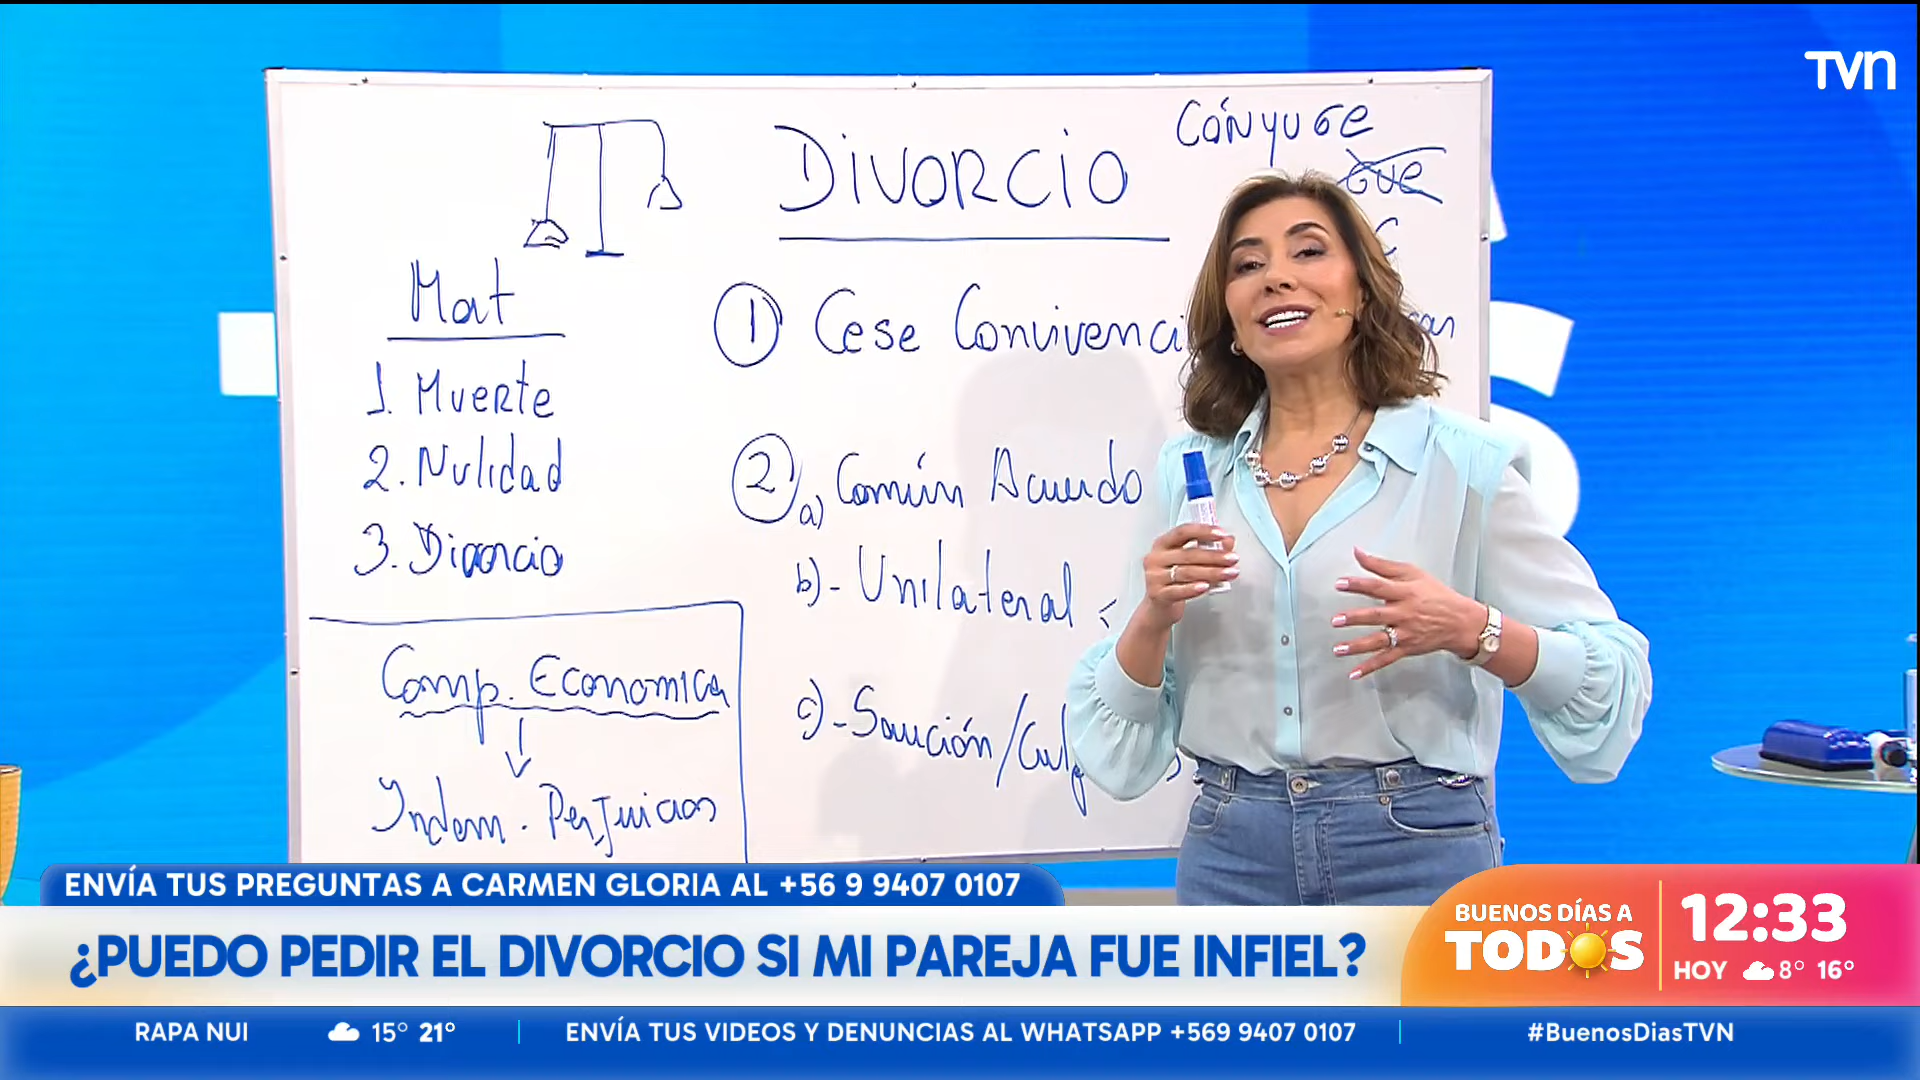 TVN
DIVORCIO
CÓNYUGE
GUE
C
Mat
1. Muerte
2. Nulidad
3. Divorcio
① Cese Convivenci
② a) Común Acuerdo
b)- Unilateral
c)- Sanción/Culp
Comp. Economica
Indem. Perjuicios
ENVÍA TUS PREGUNTAS A CARMEN GLORIA AL +56 9 9407 0107
¿PUEDO PEDIR EL DIVORCIO SI MI PAREJA FUE INFIEL?
BUENOS DÍAS A
TODOS
12:33
HOY 8° 16°
RAPA NUI 15° 21° ENVÍA TUS VIDEOS Y DENUNCIAS AL WHATSAPP +569 9407 0107 #BuenosDiasTVN